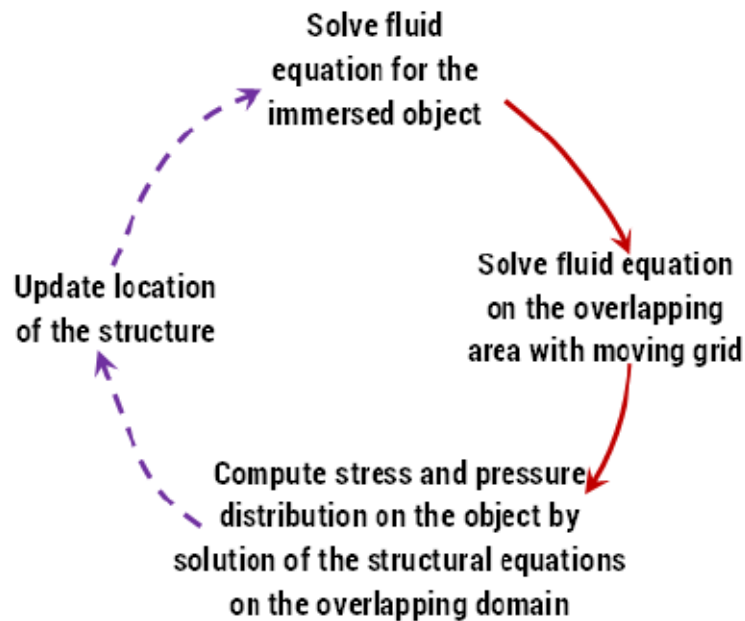 Solve fluid
equation for the
immersed object
Solve fluid equation
on the overlapping
area with moving grid
Compute stress and pressure
distribution on the object by
solution of the structural equations
on the overlapping domain
Update location
of the structure